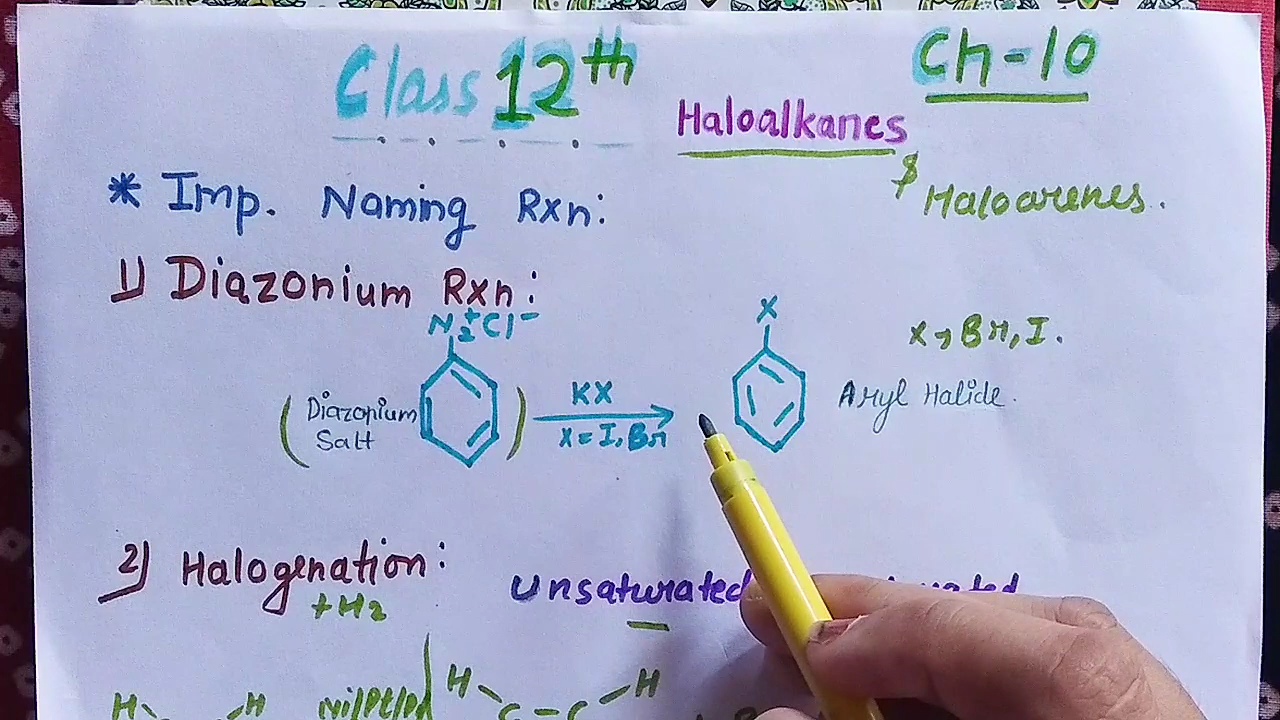 Class 12th
Ch-10
Haloalkanes
$ Haloarenes.
* Imp. Naming Rxn:
1) Diazonium Rxn:
N₂⁺Cl⁻
X
X → Br, I.
(Diazonium
Salt
)
KX
X = I, Br
Aryl Halide.
2) Halogenation:
+H₂
Unsaturated
H
H
H
H
C = C